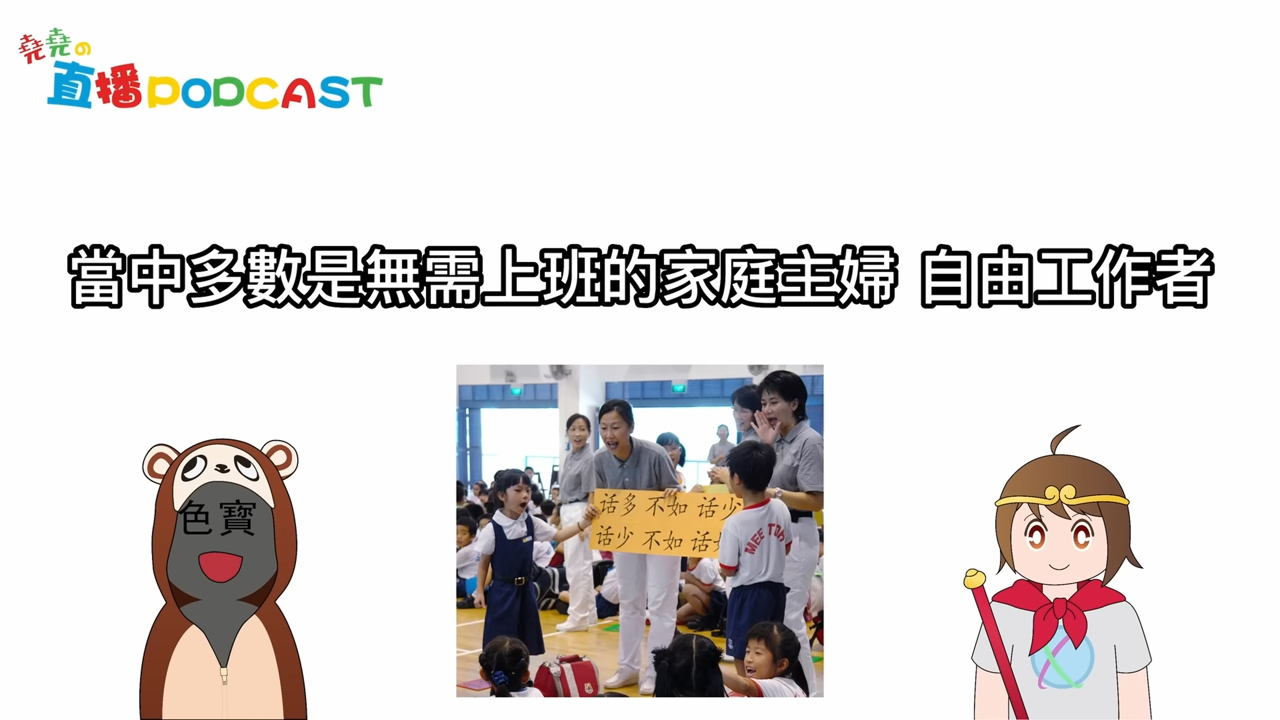 堯堯の
直播PODCAST
當中多數是無需上班的家庭主婦 自由工作者
色寶
话多 不如 话少
话少 不如 话
MEE TOH